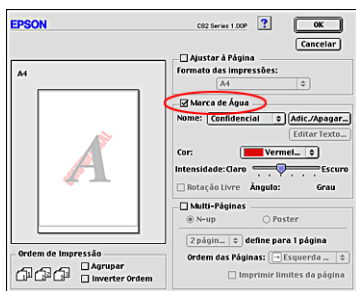 EPSON
C82 Series 1.00P
?
OK
Cancelar
Ajustar à Página
Formato das impressões:
A4
A4
Marca de Água
Nome: Confidencial Adic./Apagar...
Editar Texto...
Cor: Vermel...
Intensidade: Claro Escuro
Rotação Livre Ângulo: Grau
CONFIDENCIAL
A
Multi-Páginas
N-up Poster
2 págin... define para 1 página
Ordem das Páginas: Esquerda ...
Imprimir limites da página
Ordem de Impressão
Agrupar
Inverter Ordem